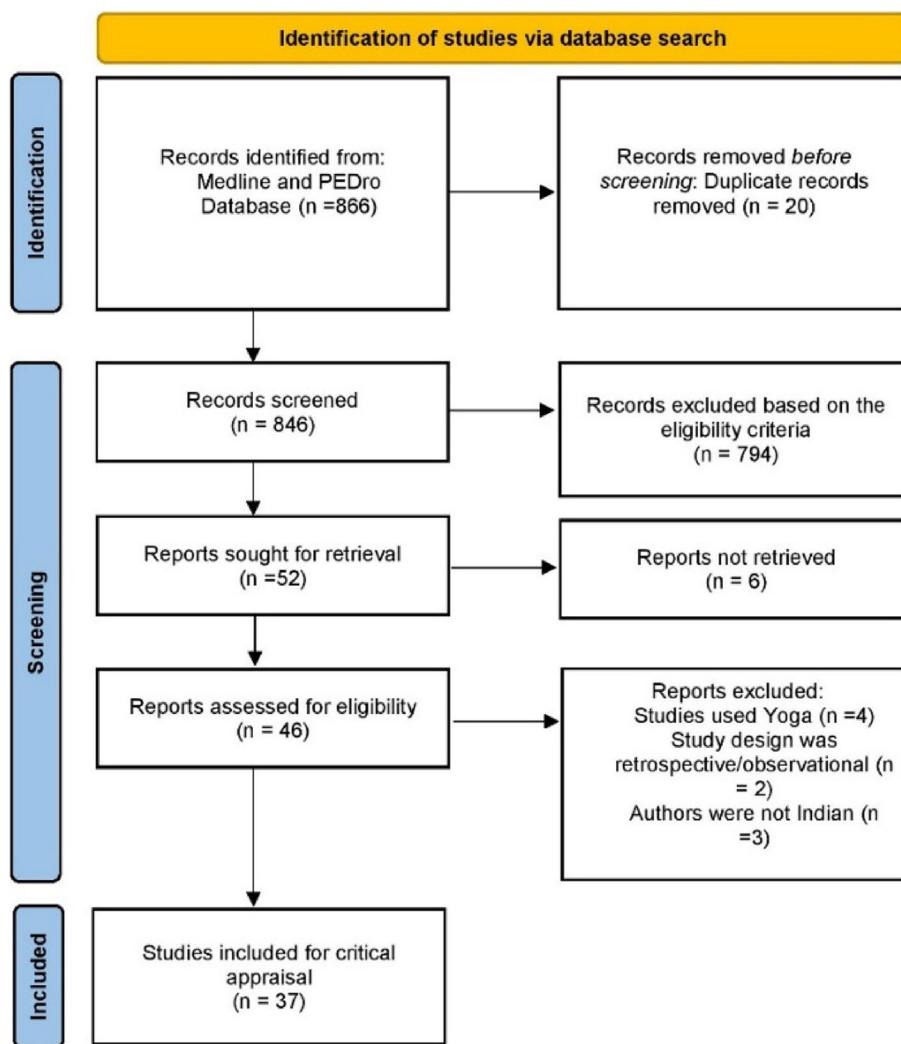 Identification of studies via database search
Identification
Records identified from:
Medline and PEDro
Database (n =866)
Records removed before
screening: Duplicate records
removed (n = 20)
Screening
Records screened
(n = 846)
Records excluded based on the
eligibility criteria
(n = 794)
Reports sought for retrieval
(n =52)
Reports not retrieved
(n = 6)
Reports assessed for eligibility
(n = 46)
Reports excluded:
Studies used Yoga (n =4)
Study design was
retrospective/observational (n
= 2)
Authors were not Indian (n
=3)
Included
Studies included for critical
appraisal
(n = 37)